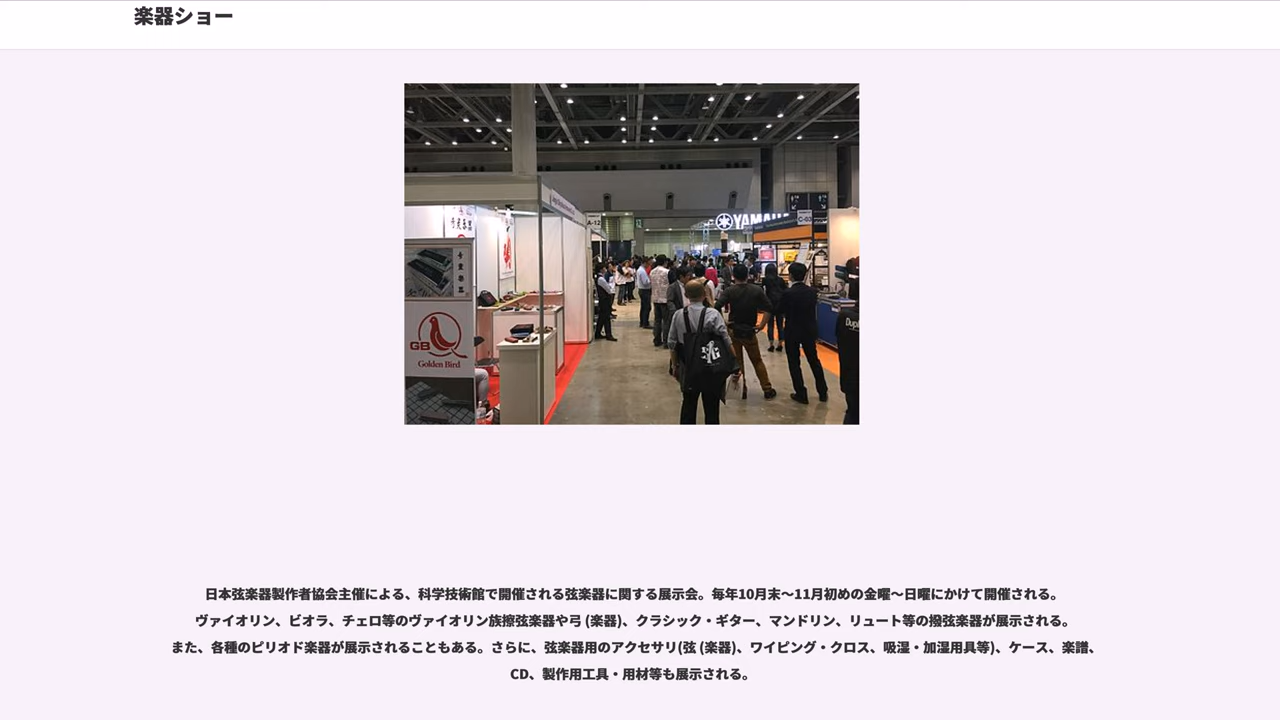 楽器ショー
A-12
YAMAHA
C-03
GB
Golden Bird
日本弦楽器製作者協会主催による、科学技術館で開催される弦楽器に関する展示会。毎年10月末〜11月初めの金曜〜日曜にかけて開催される。
ヴァイオリン、ビオラ、チェロ等のヴァイオリン族擦弦楽器や弓 (楽器)、クラシック・ギター、マンドリン、リュート等の撥弦楽器が展示される。
また、各種のピリオド楽器が展示されることもある。さらに、弦楽器用のアクセサリ(弦 (楽器)、ワイピング・クロス、吸湿・加湿用具等)、ケース、楽譜、
CD、製作用工具・用材等も展示される。